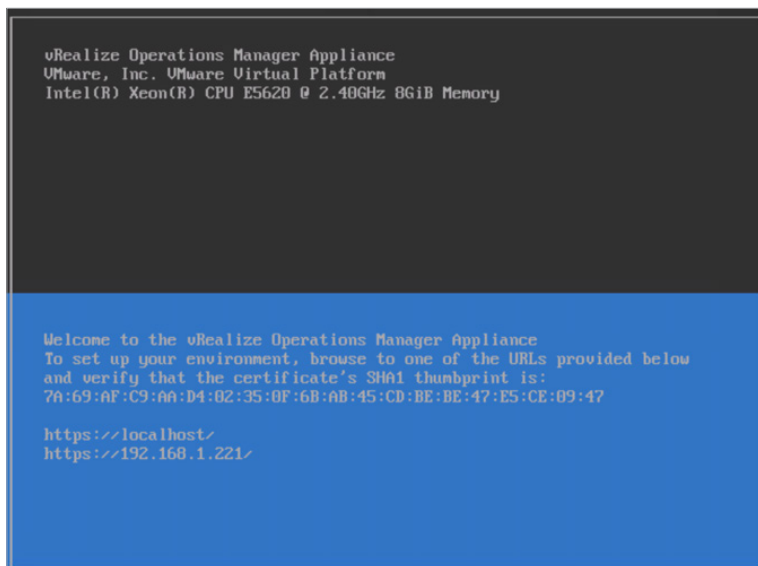 vRealize Operations Manager Appliance
VMware, Inc. VMware Virtual Platform
Intel(R) Xeon(R) CPU E5620 @ 2.40GHz 8GiB Memory
Welcome to the vRealize Operations Manager Appliance
To set up your environment, browse to one of the URLs provided below
and verify that the certificate's SHA1 thumbprint is:
7A:69:AF:C9:AA:D4:02:35:0F:6B:AB:45:CD:BE:BE:47:E5:CE:09:47
https://localhost/
https://192.168.1.221/